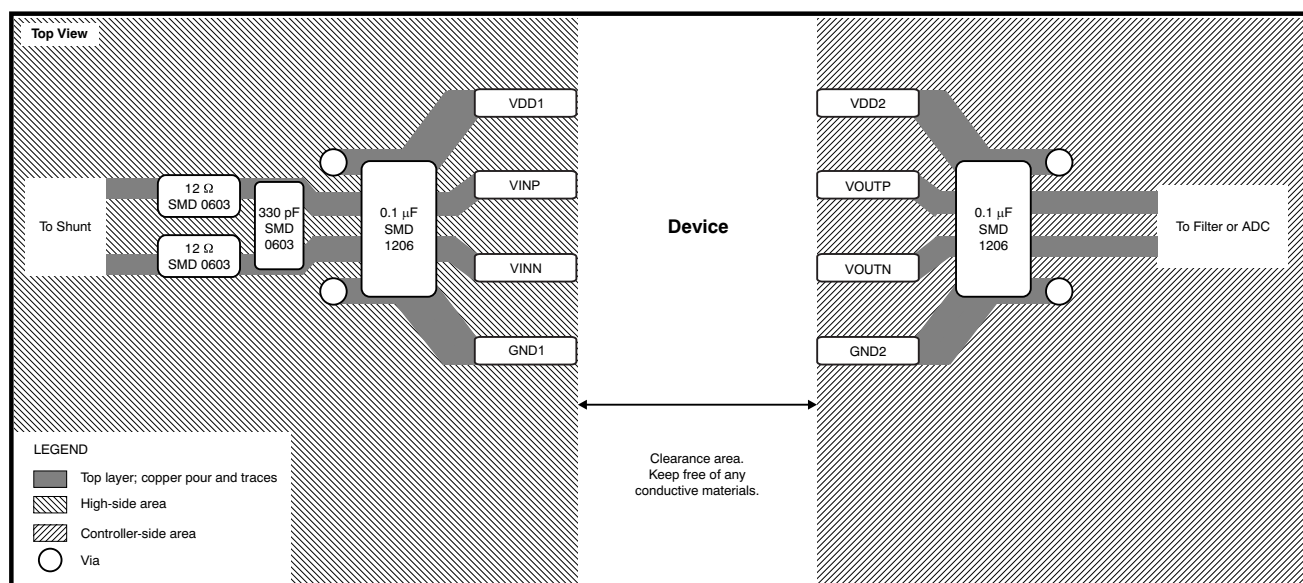 Top View
VDD1
VDD2
12 Ω
SMD 0603
330 pF
SMD
0603
0.1 μF
SMD
1206
VINP
VOUTP
0.1 μF
SMD
1206
To Shunt
Device
To Filter or ADC
12 Ω
SMD 0603
VINN
VOUTN
GND1
GND2
Clearance area.
Keep free of any
conductive materials.
LEGEND
Top layer; copper pour and traces
High-side area
Controller-side area
Via